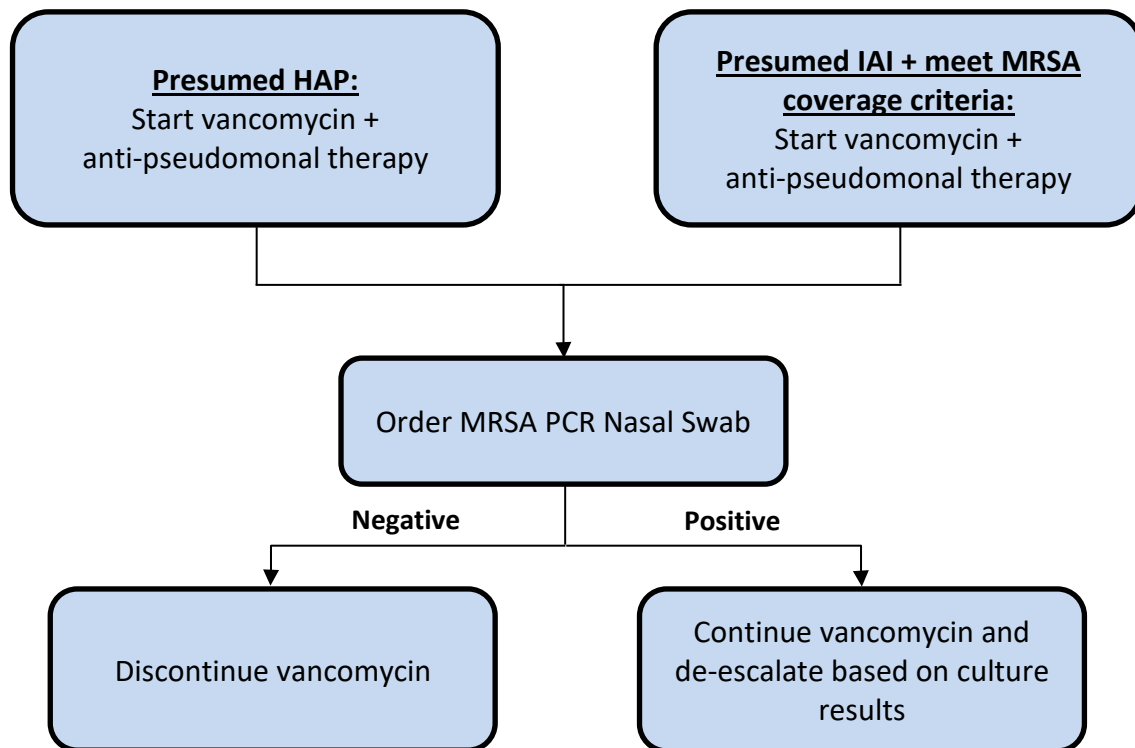 Presumed HAP:
Start vancomycin +
anti-pseudomonal therapy
Presumed IAI + meet MRSA
coverage criteria:
Start vancomycin +
anti-pseudomonal therapy
Order MRSA PCR Nasal Swab
Negative
Positive
Discontinue vancomycin
Continue vancomycin and
de-escalate based on culture
results